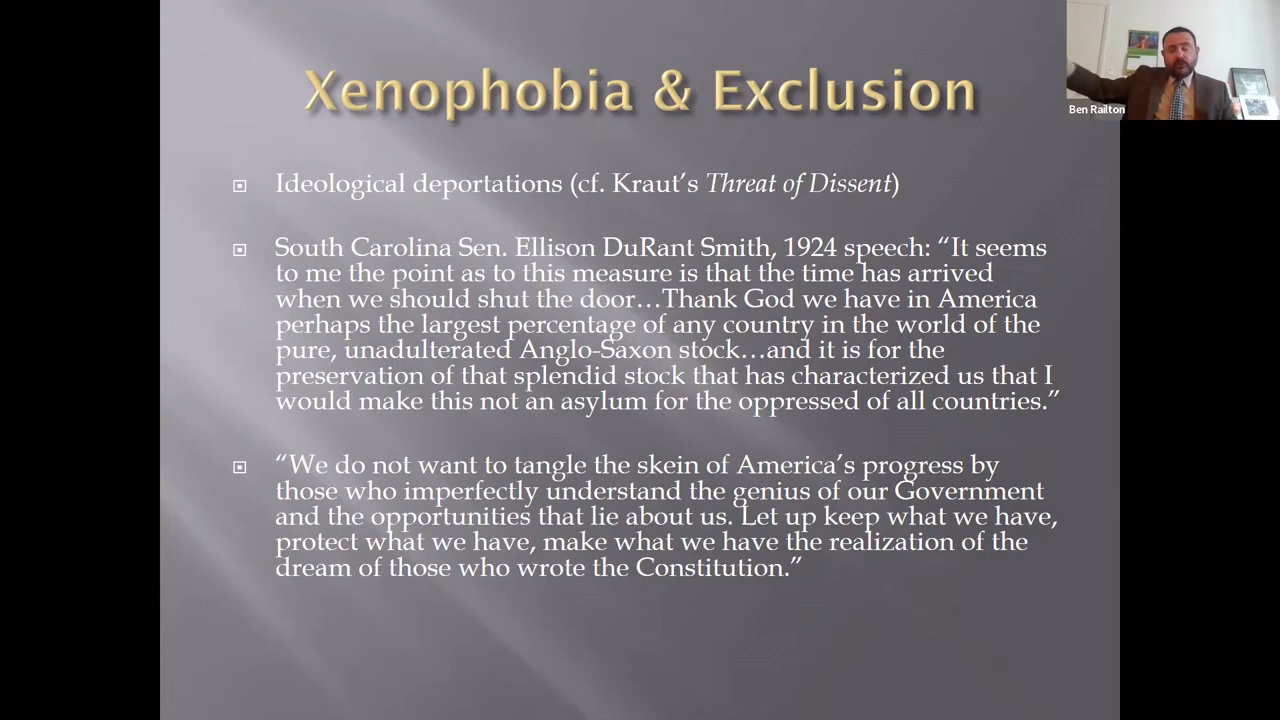 Xenophobia & Exclusion
Ben Railton
Ideological deportations (cf. Kraut’s Threat of Dissent)
South Carolina Sen. Ellison DuRant Smith, 1924 speech: “It seems
to me the point as to this measure is that the time has arrived
when we should shut the door…Thank God we have in America
perhaps the largest percentage of any country in the world of the
pure, unadulterated Anglo-Saxon stock…and it is for the
preservation of that splendid stock that has characterized us that I
would make this not an asylum for the oppressed of all countries.”
“We do not want to tangle the skein of America’s progress by
those who imperfectly understand the genius of our Government
and the opportunities that lie about us. Let up keep what we have,
protect what we have, make what we have the realization of the
dream of those who wrote the Constitution.”